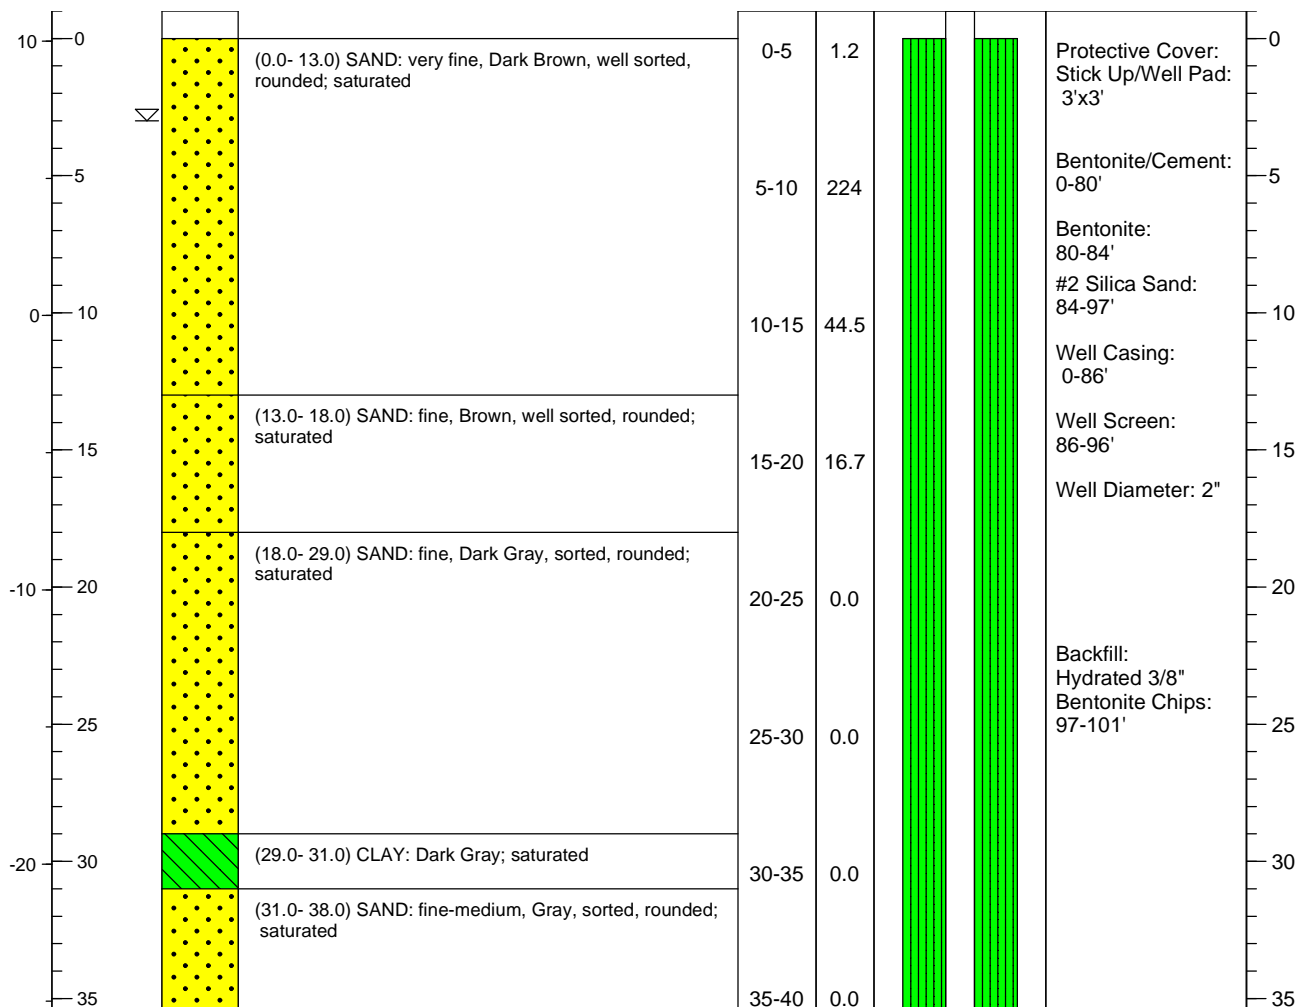 10 0 0-5 1.2 0
(0.0- 13.0) SAND: very fine, Dark Brown, well sorted,
rounded; saturated
Protective Cover:
Stick Up/Well Pad:
3'x3'
5 5-10 224 5
Bentonite/Cement:
0-80'
Bentonite:
80-84'
#2 Silica Sand:
84-97'
0 10 10-15 44.5 10
Well Casing:
0-86'
(13.0- 18.0) SAND: fine, Brown, well sorted, rounded;
saturated
Well Screen:
86-96'
15 15-20 16.7 15
Well Diameter: 2"
(18.0- 29.0) SAND: fine, Dark Gray, sorted, rounded;
saturated
-10 20 20-25 0.0 20
Backfill:
Hydrated 3/8"
Bentonite Chips:
97-101'
25 25-30 0.0 25
(29.0- 31.0) CLAY: Dark Gray; saturated
-20 30 30-35 0.0 30
(31.0- 38.0) SAND: fine-medium, Gray, sorted, rounded;
saturated
35 35-40 0.0 35